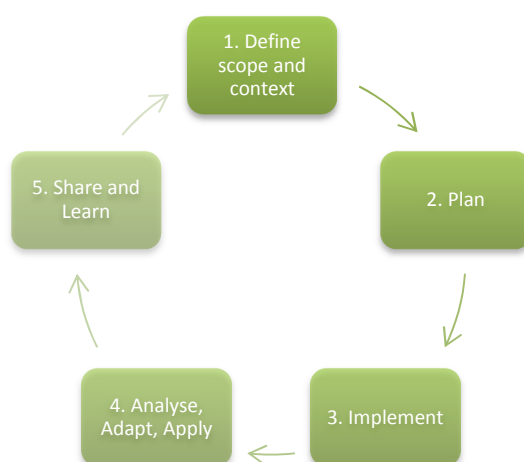 1. Define
scope and
context
2. Plan
3. Implement
4. Analyse,
Adapt, Apply
5. Share and
Learn